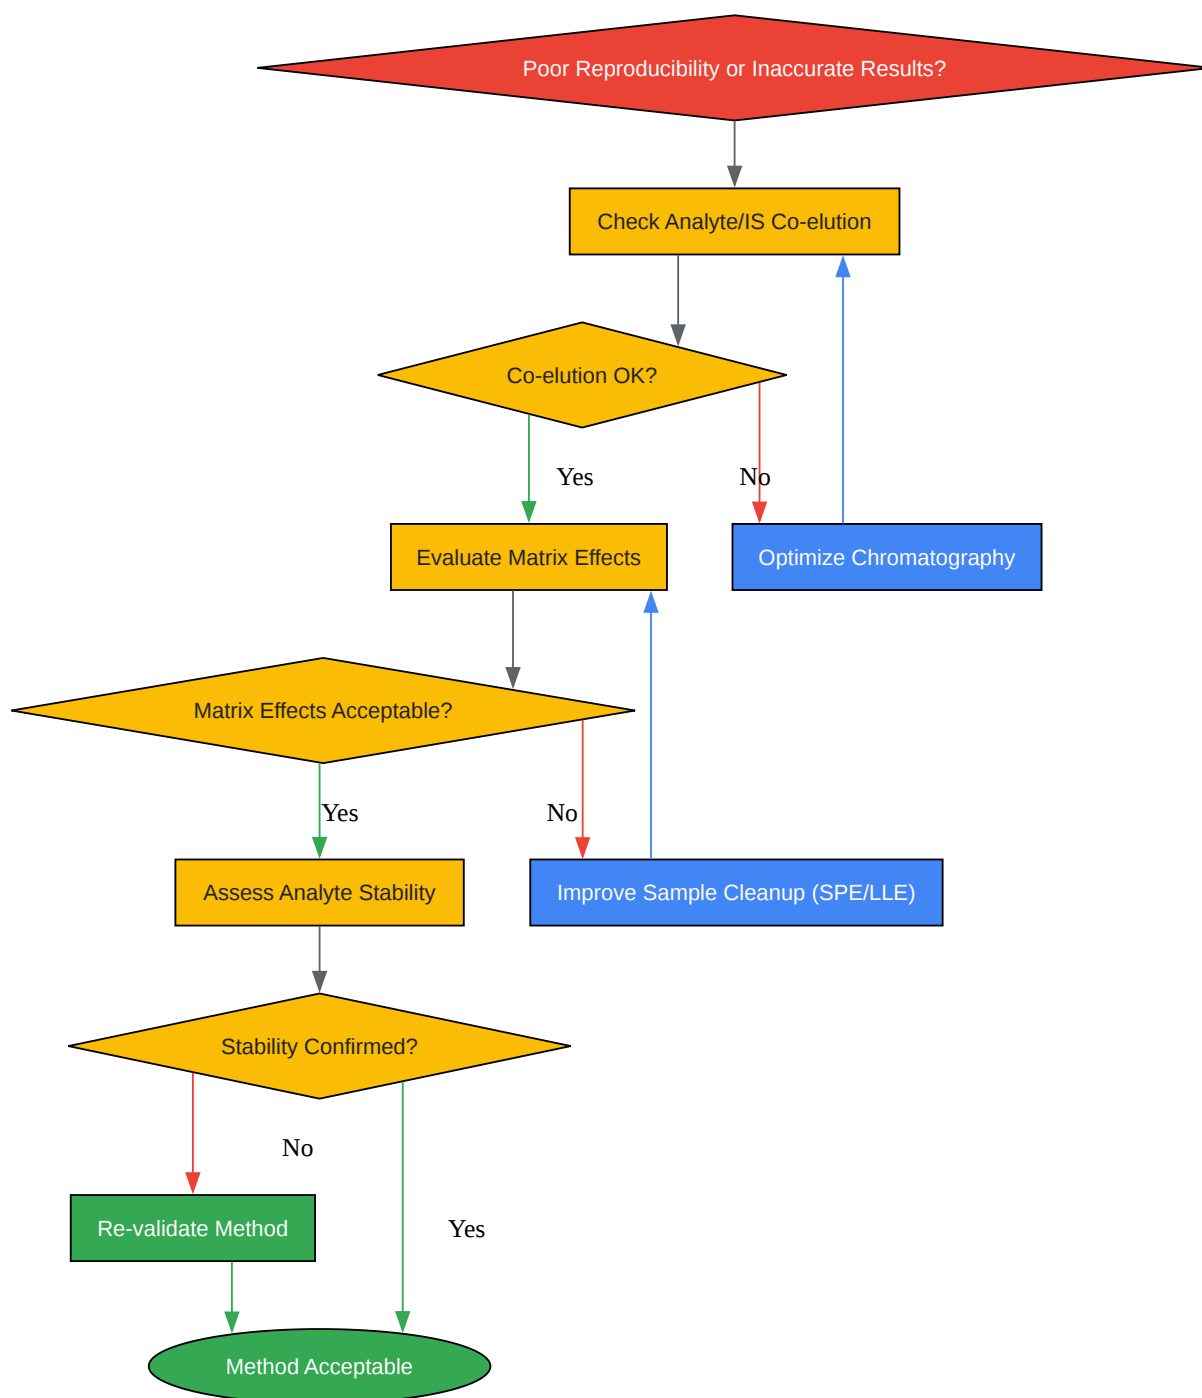 Poor Reproducibility or Inaccurate Results?
Check Analyte/IS Co-elution
Co-elution OK?
Yes
No
Evaluate Matrix Effects
Optimize Chromatography
Matrix Effects Acceptable?
Yes
No
Assess Analyte Stability
Improve Sample Cleanup (SPE/LLE)
Stability Confirmed?
No
Re-validate Method
Yes
Method Acceptable